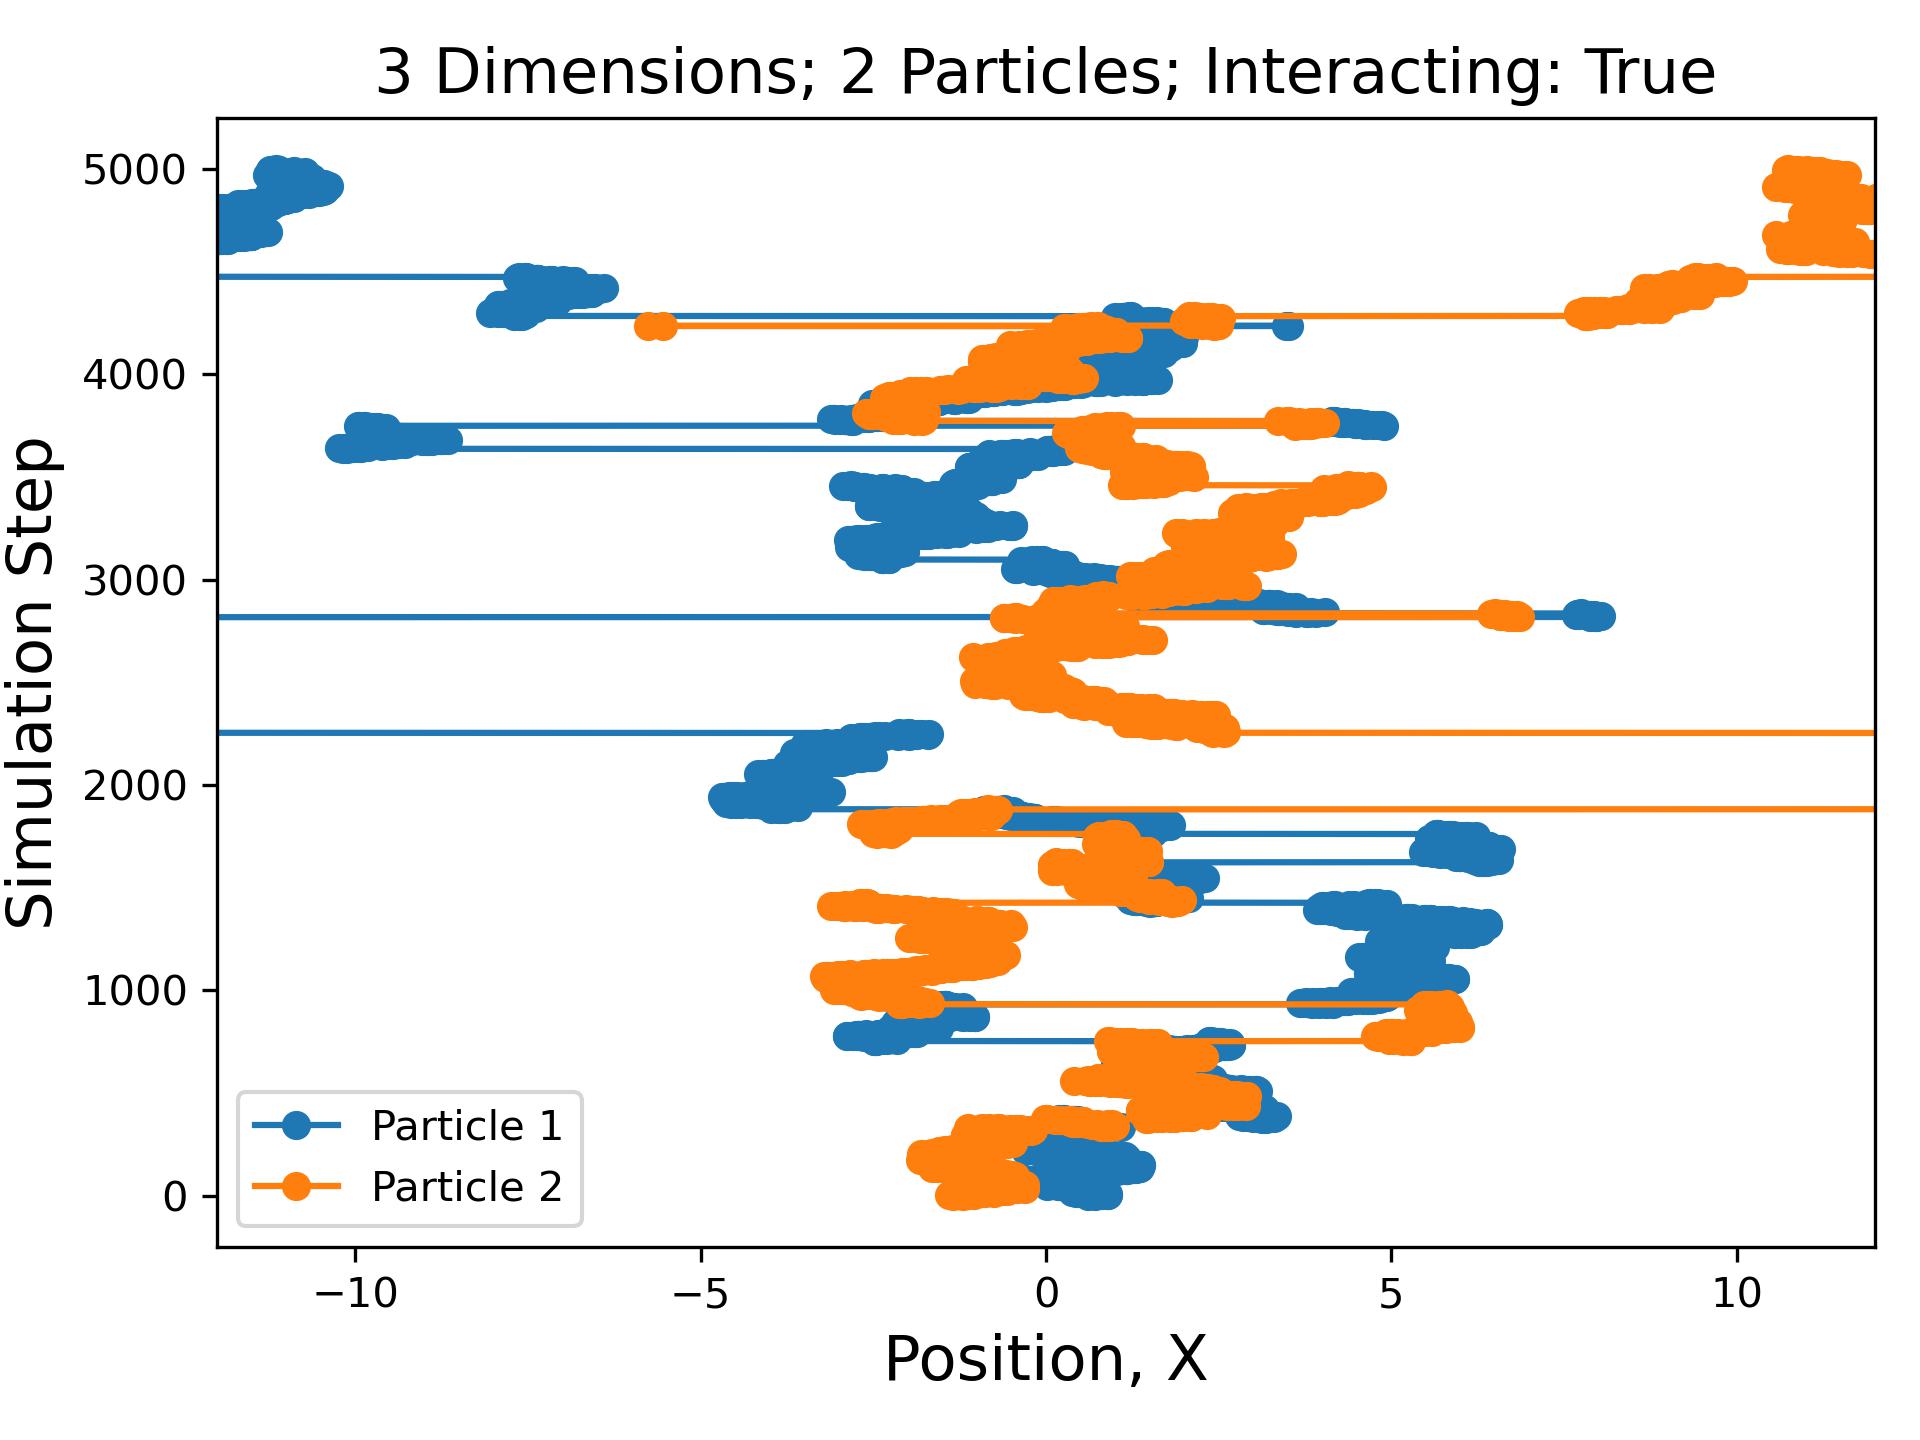 3 Dimensions; 2 Particles; Interacting: True
Simulation Step
5000
4000
3000
2000
1000
0
Particle 1
Particle 2
−10
−5
0
5
10
Position, X